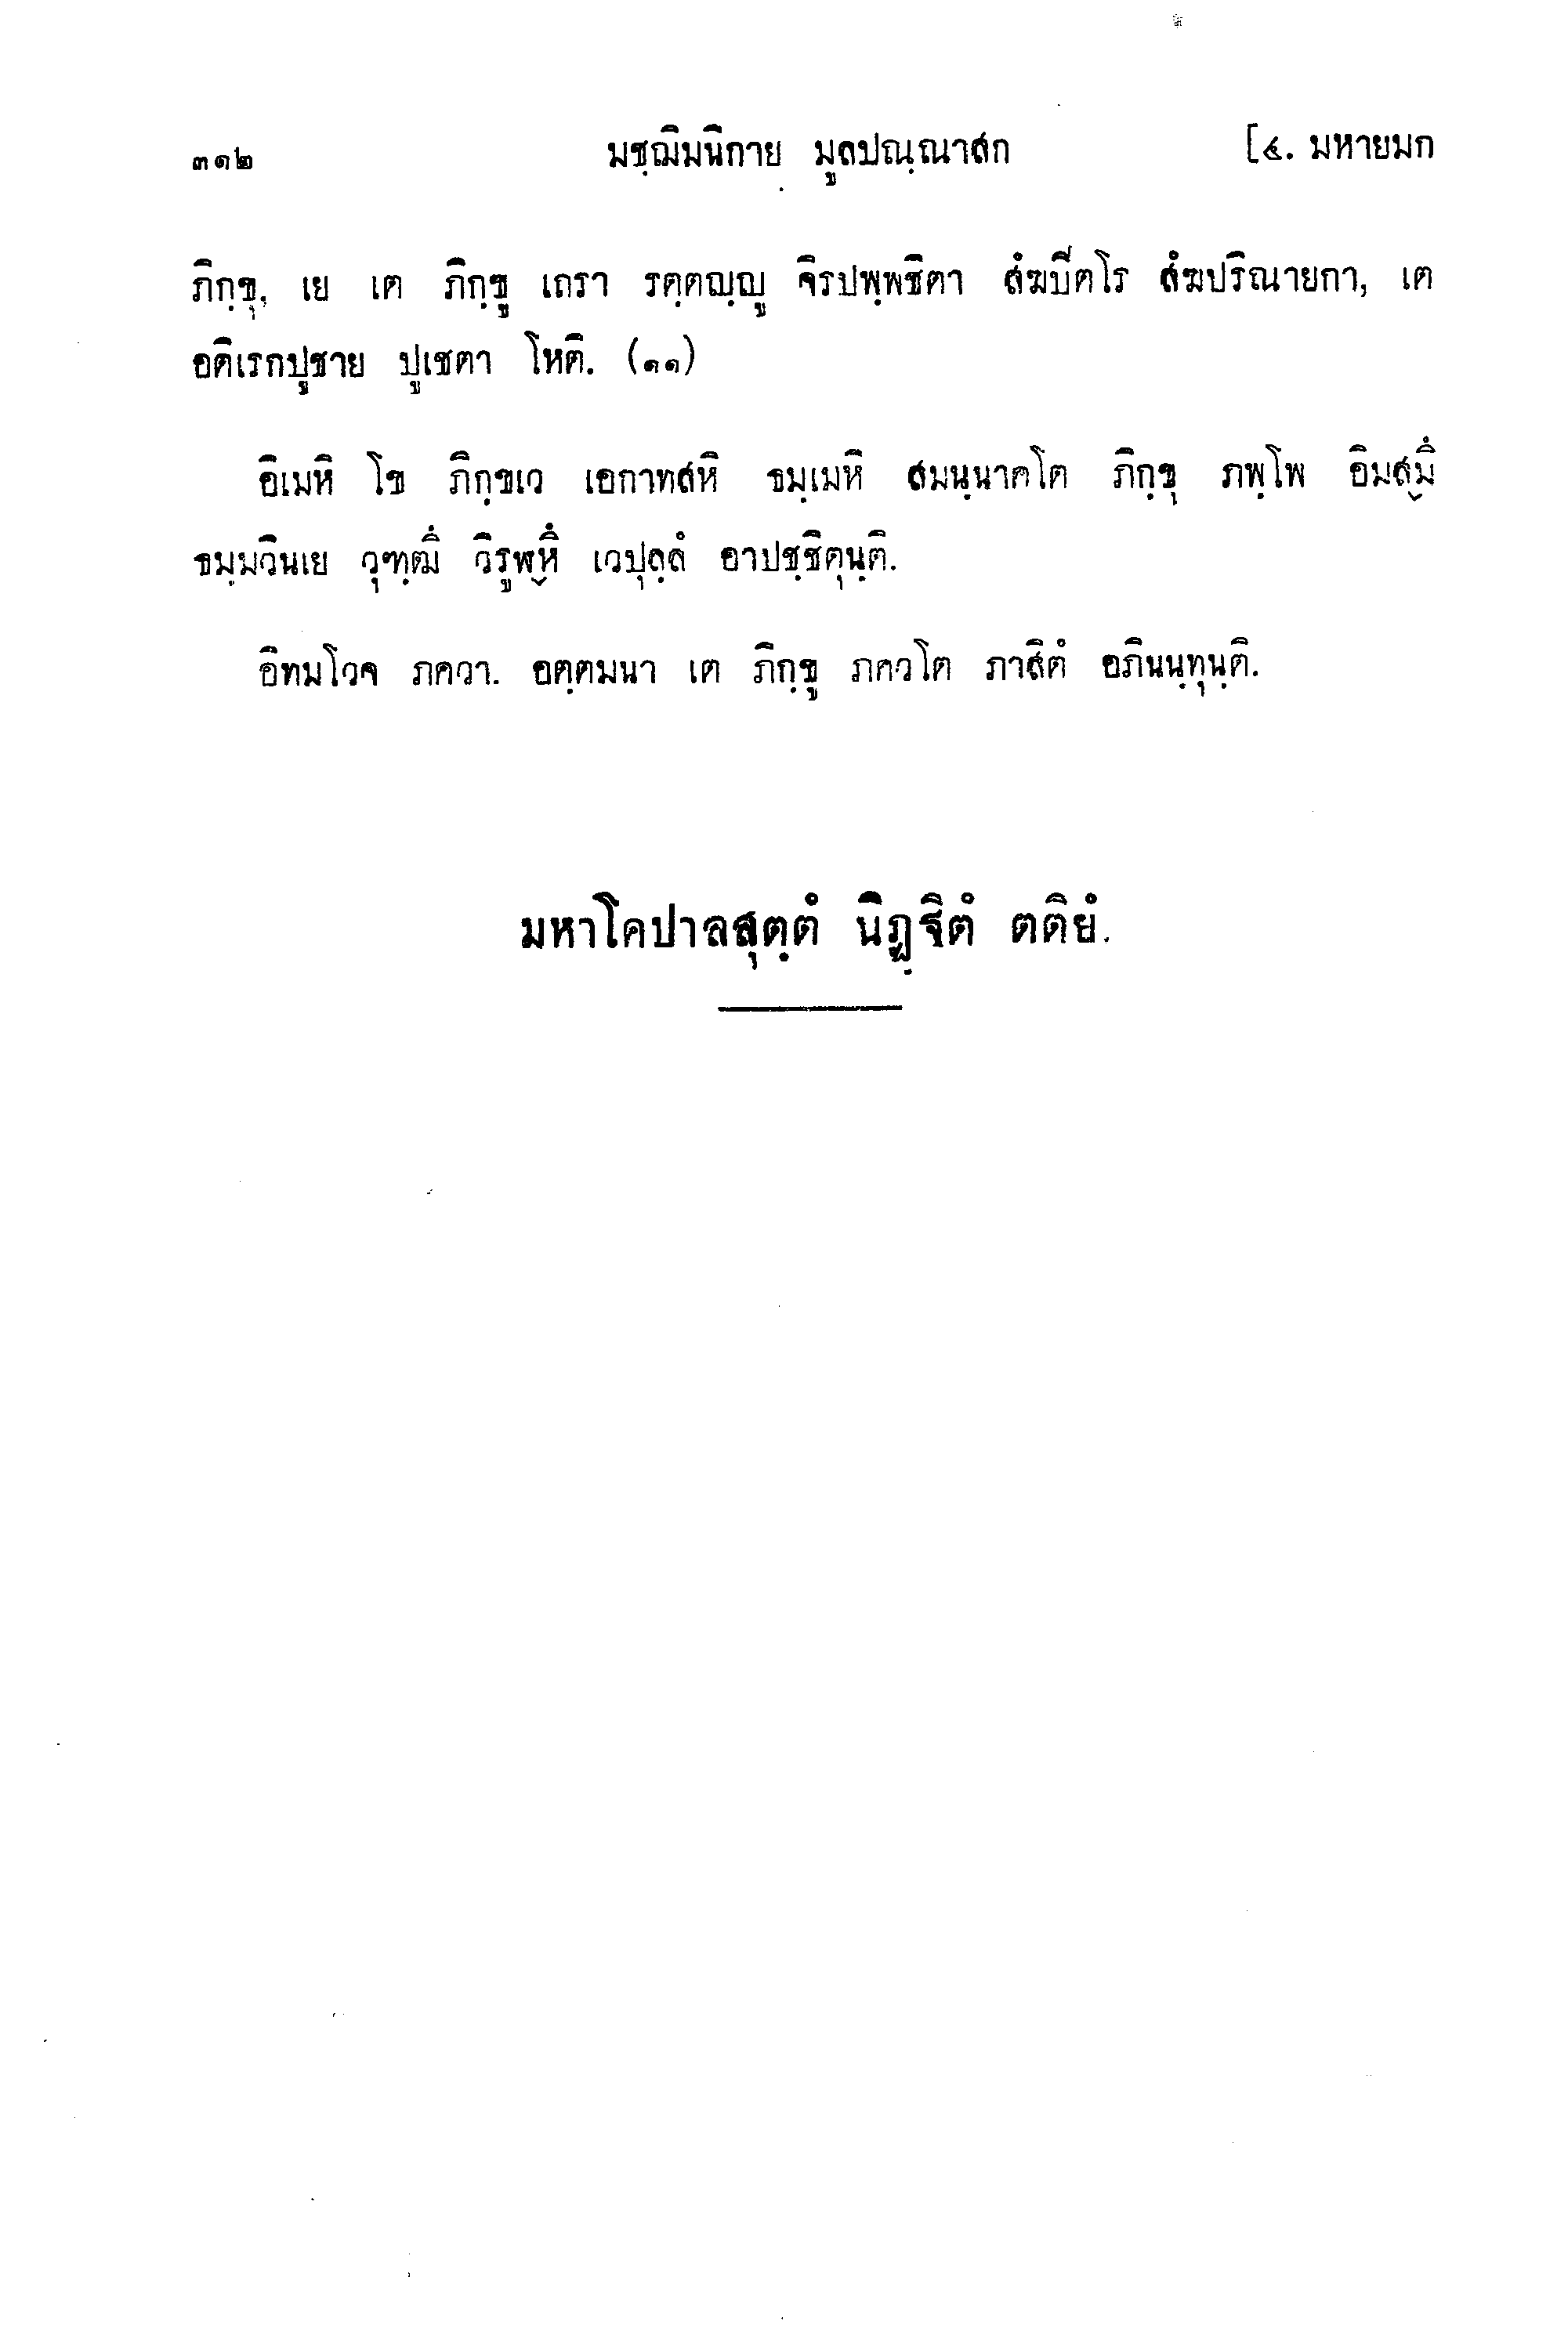 ๓๑๒ มชฺฌิมนิกาย มูลปณฺณาสก [๔. มหายมก
ภิกฺขุ, เย เต ภิกฺขู เถรา รตฺตญฺญู จิรปพฺพชิตา สํฆปีตโร สํฆปริณายกา, เต
อติเรกปูชาย ปูเชตา โหติ. (๑๑)
อิเมหิ โข ภิกฺขเว เอกาทสหิ ธมฺเมหิ สมนฺนาคโต ภิกฺขุ ภพฺโพ อิมสฺมึ
ธมฺมวินเย วุฑฺฒึ วิรูฬฺหึ เวปุลฺลํ อาปชฺชิตุนฺติ.
อิทมโวจ ภควา. อตฺตมนา เต ภิกฺขู ภควโต ภาสิตํ อภินนฺทุนฺติ.
มหาโคปาลสุตฺตํ นิฏฺฐิตํ ตติยํ.